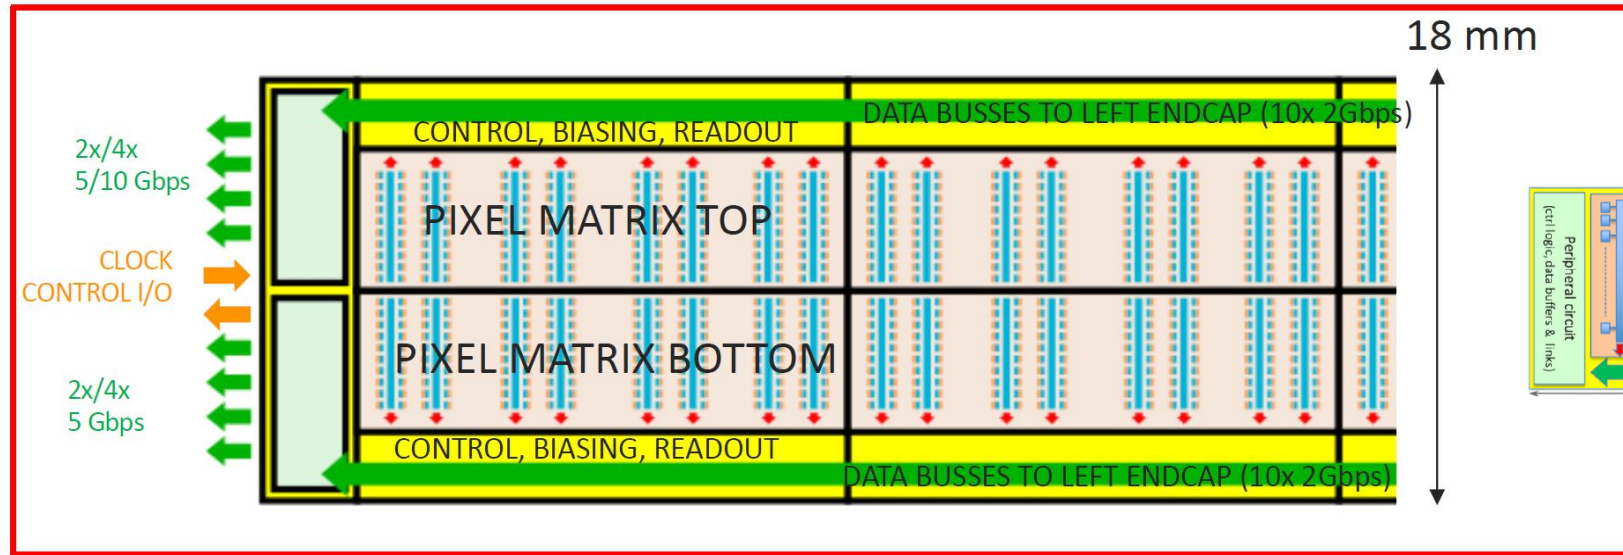 18 mm
DATA BUSSES TO LEFT ENDCAP (10x 2Gbps)
CONTROL, BIASING, READOUT
2x/4x
5/10 Gbps
PIXEL MATRIX TOP
CLOCK
CONTROL I/O
PIXEL MATRIX BOTTOM
2x/4x
5 Gbps
CONTROL, BIASING, READOUT
DATA BUSSES TO LEFT ENDCAP (10x 2Gbps)
Peripheral circuit
(ctrl logic, data buffers & links)